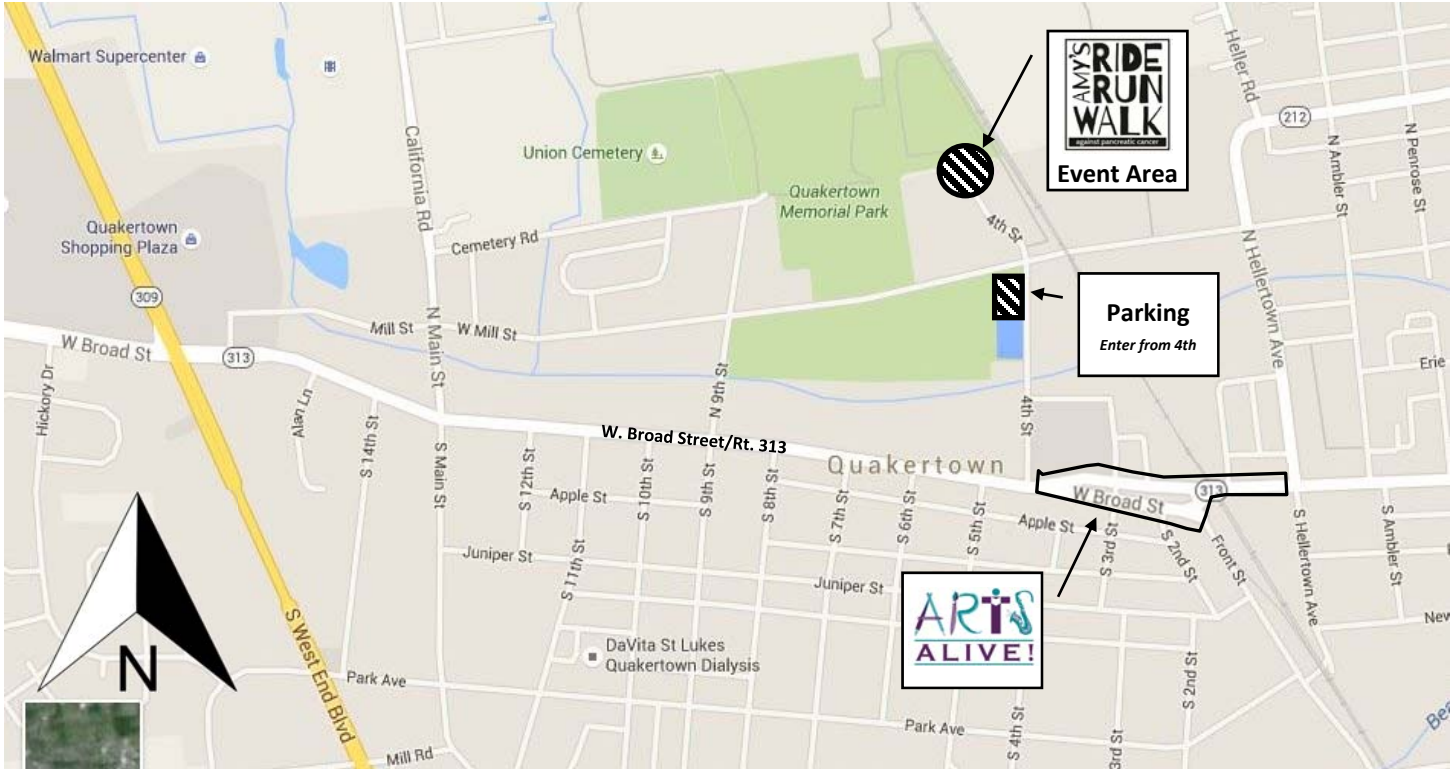 Walmart Supercenter
California Rd
Union Cemetery
Heller Rd
AMY'S
RIDE
RUN
WALK
against pancreatic cancer
Event Area
212
N Ambler St
N Penrose St
Quakertown
Memorial Park
Quakertown
Shopping Plaza
Cemetery Rd
4th St
N Hellertown Ave
309
Parking
Enter from 4th
Mill St
W Mill St
N Main St
W Broad St
313
Erie
Hickory Dr
Alan Ln
S 14th St
N 9th St
4th St
W. Broad Street/Rt. 313
Quakertown
S Main St
S 12th St
Apple St
S 10th St
S 9th St
S 8th St
S 7th St
S 6th St
S 5th St
W Broad St
313
Apple St
S 3rd St
S 2nd St
Front St
S Hellertown Ave
S Ambler St
Juniper St
S 11th St
Juniper St
ARTS
ALIVE!
New
N
S West End Blvd
DaVita St Lukes
Quakertown Dialysis
Park Ave
Park Ave
S 4th St
3rd St
S 2nd St
Bea
Mill Rd